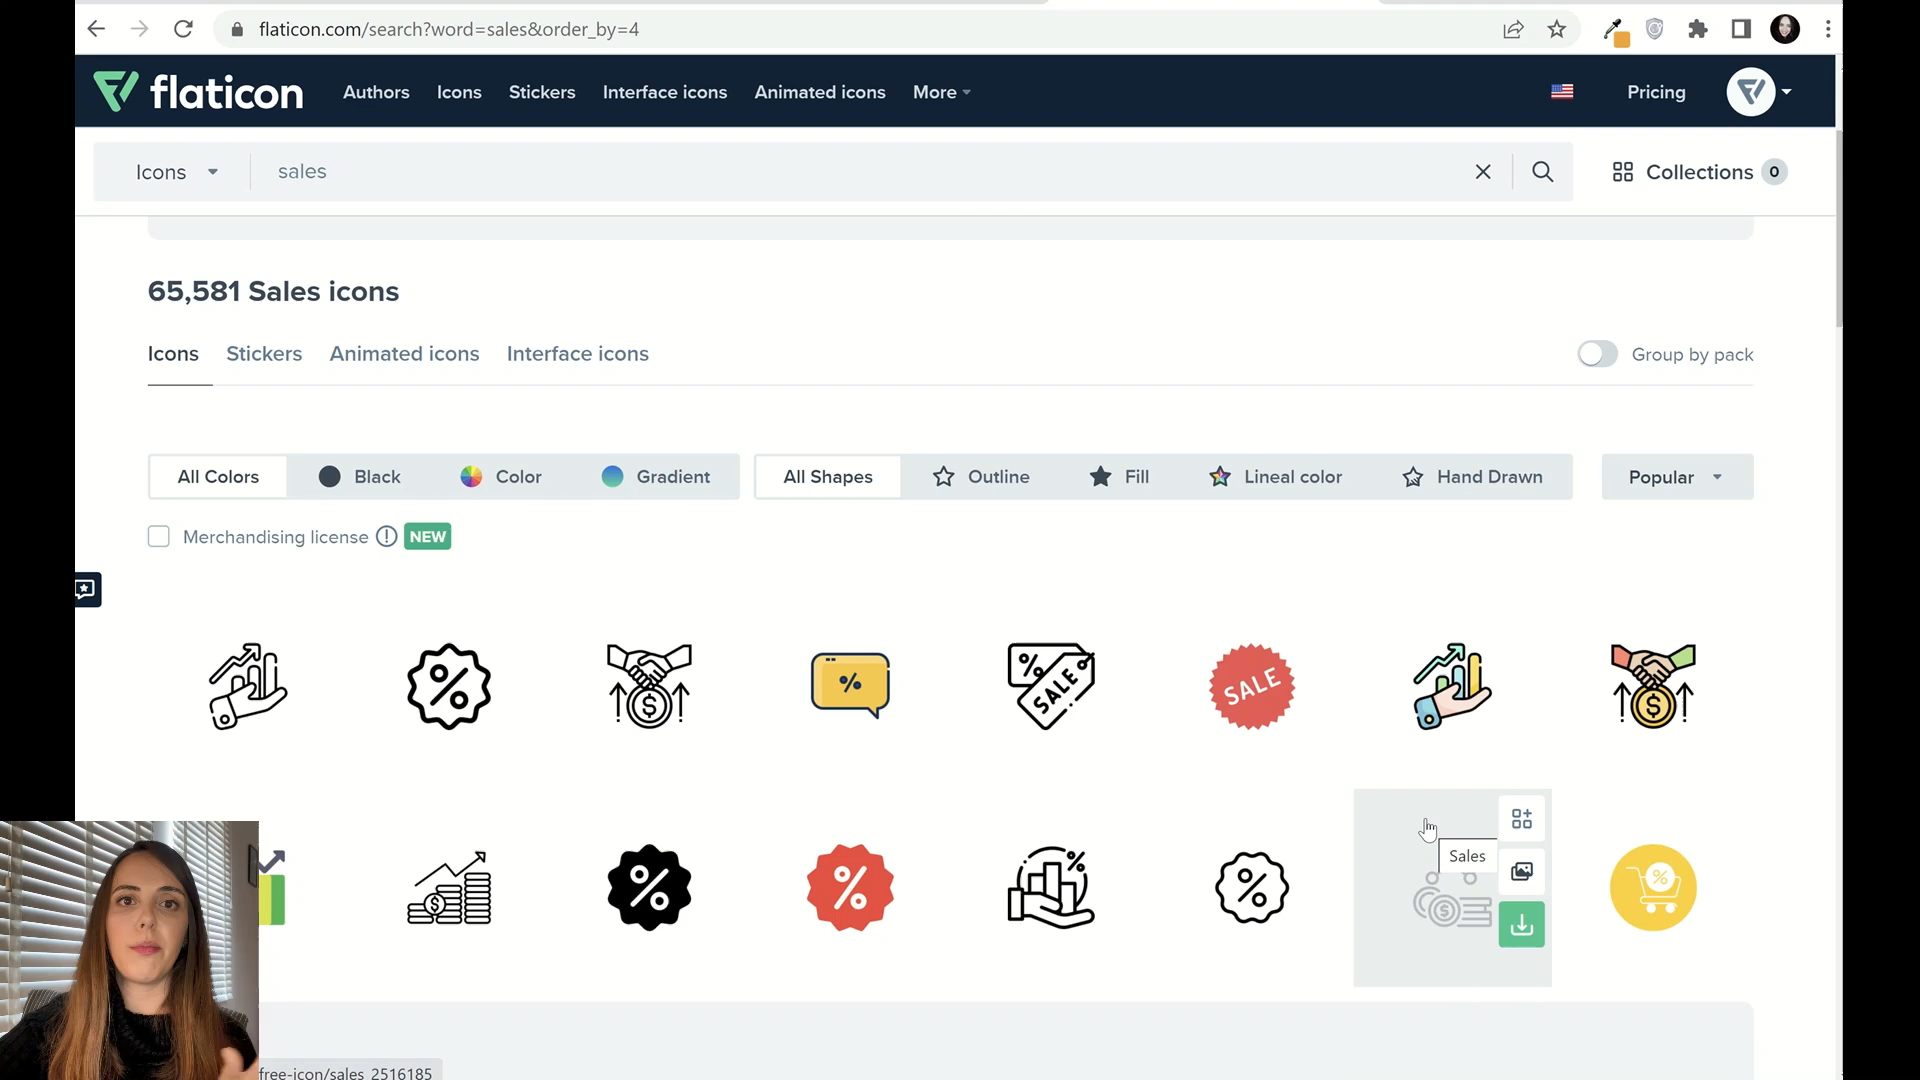 flaticon.com/search?word=sales&order_by=4
flaticon
Authors
Icons
Stickers
Interface icons
Animated icons
More
Pricing
Icons
sales
Collections
0
65,581 Sales icons
Icons
Stickers
Animated icons
Interface icons
Group by pack
All Colors
Black
Color
Gradient
All Shapes
Outline
Fill
Lineal color
Hand Drawn
Popular
Merchandising license
NEW
%
$
%
%
SALE
SALE
$
$
%
%
%
%
Sales
$
%
free-icon/sales_2516185